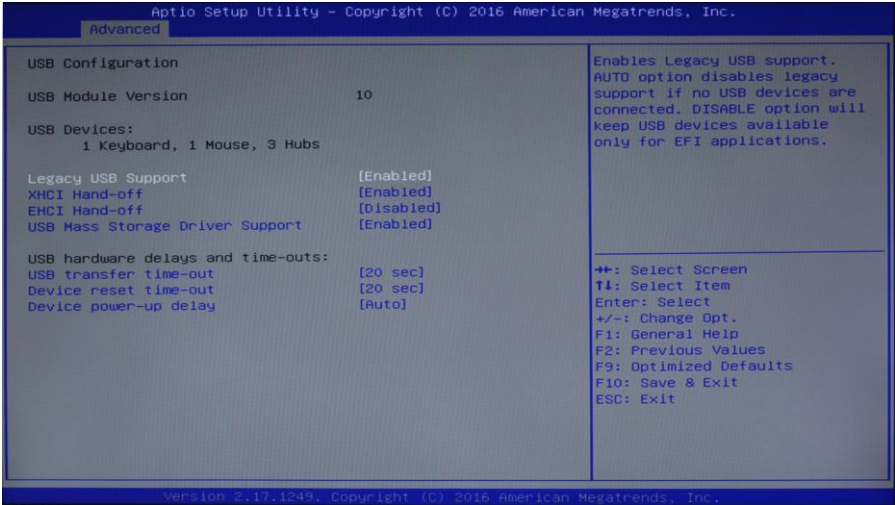 Aptio Setup Utility – Copyright (C) 2016 American Megatrends, Inc.
Advanced
USB Configuration
USB Module Version 10
USB Devices:
1 Keyboard, 1 Mouse, 3 Hubs
Legacy USB Support [Enabled]
XHCI Hand-off [Enabled]
EHCI Hand-off [Disabled]
USB Mass Storage Driver Support [Enabled]
USB hardware delays and time-outs:
USB transfer time-out [20 sec]
Device reset time-out [20 sec]
Device power-up delay [Auto]
Enables Legacy USB support.
AUTO option disables legacy
support if no USB devices are
connected. DISABLE option will
keep USB devices available
only for EFI applications.
→←: Select Screen
↑↓: Select Item
Enter: Select
+/-: Change Opt.
F1: General Help
F2: Previous Values
F9: Optimized Defaults
F10: Save & Exit
ESC: Exit
Version 2.17.1249. Copyright (C) 2016 American Megatrends, Inc.